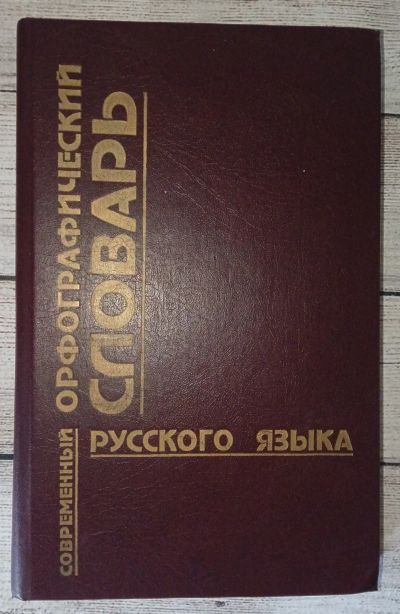 СОВРЕМЕННЫЙ
ОРФОГРАФИЧЕСКИЙ
СЛОВАРЬ
РУССКОГО ЯЗЫКА